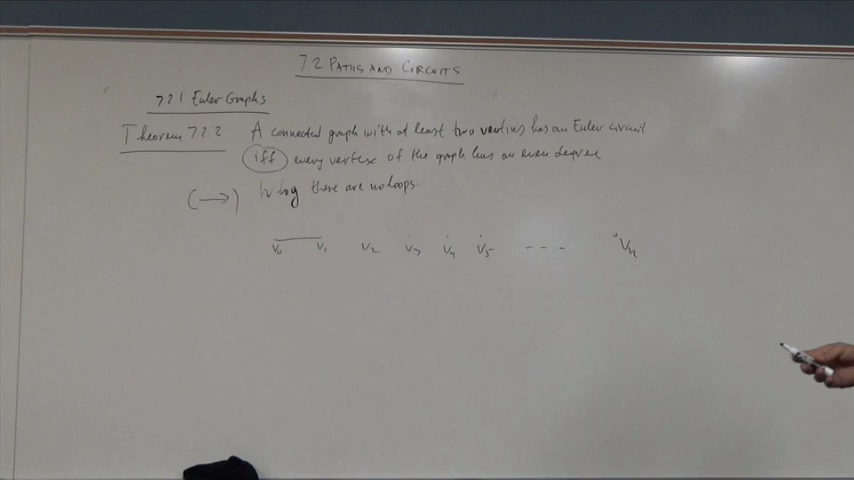 7.2 PATHS AND CIRCUITS
7.2.1 Euler Graphs
Theorem 7.2.2 A connected graph with at least two vertices has an Euler circuit
iff every vertex of the graph has an even degree
(→) Wlog there are no loops.
v0 v1 v2 v3 v4 v5 --- vn